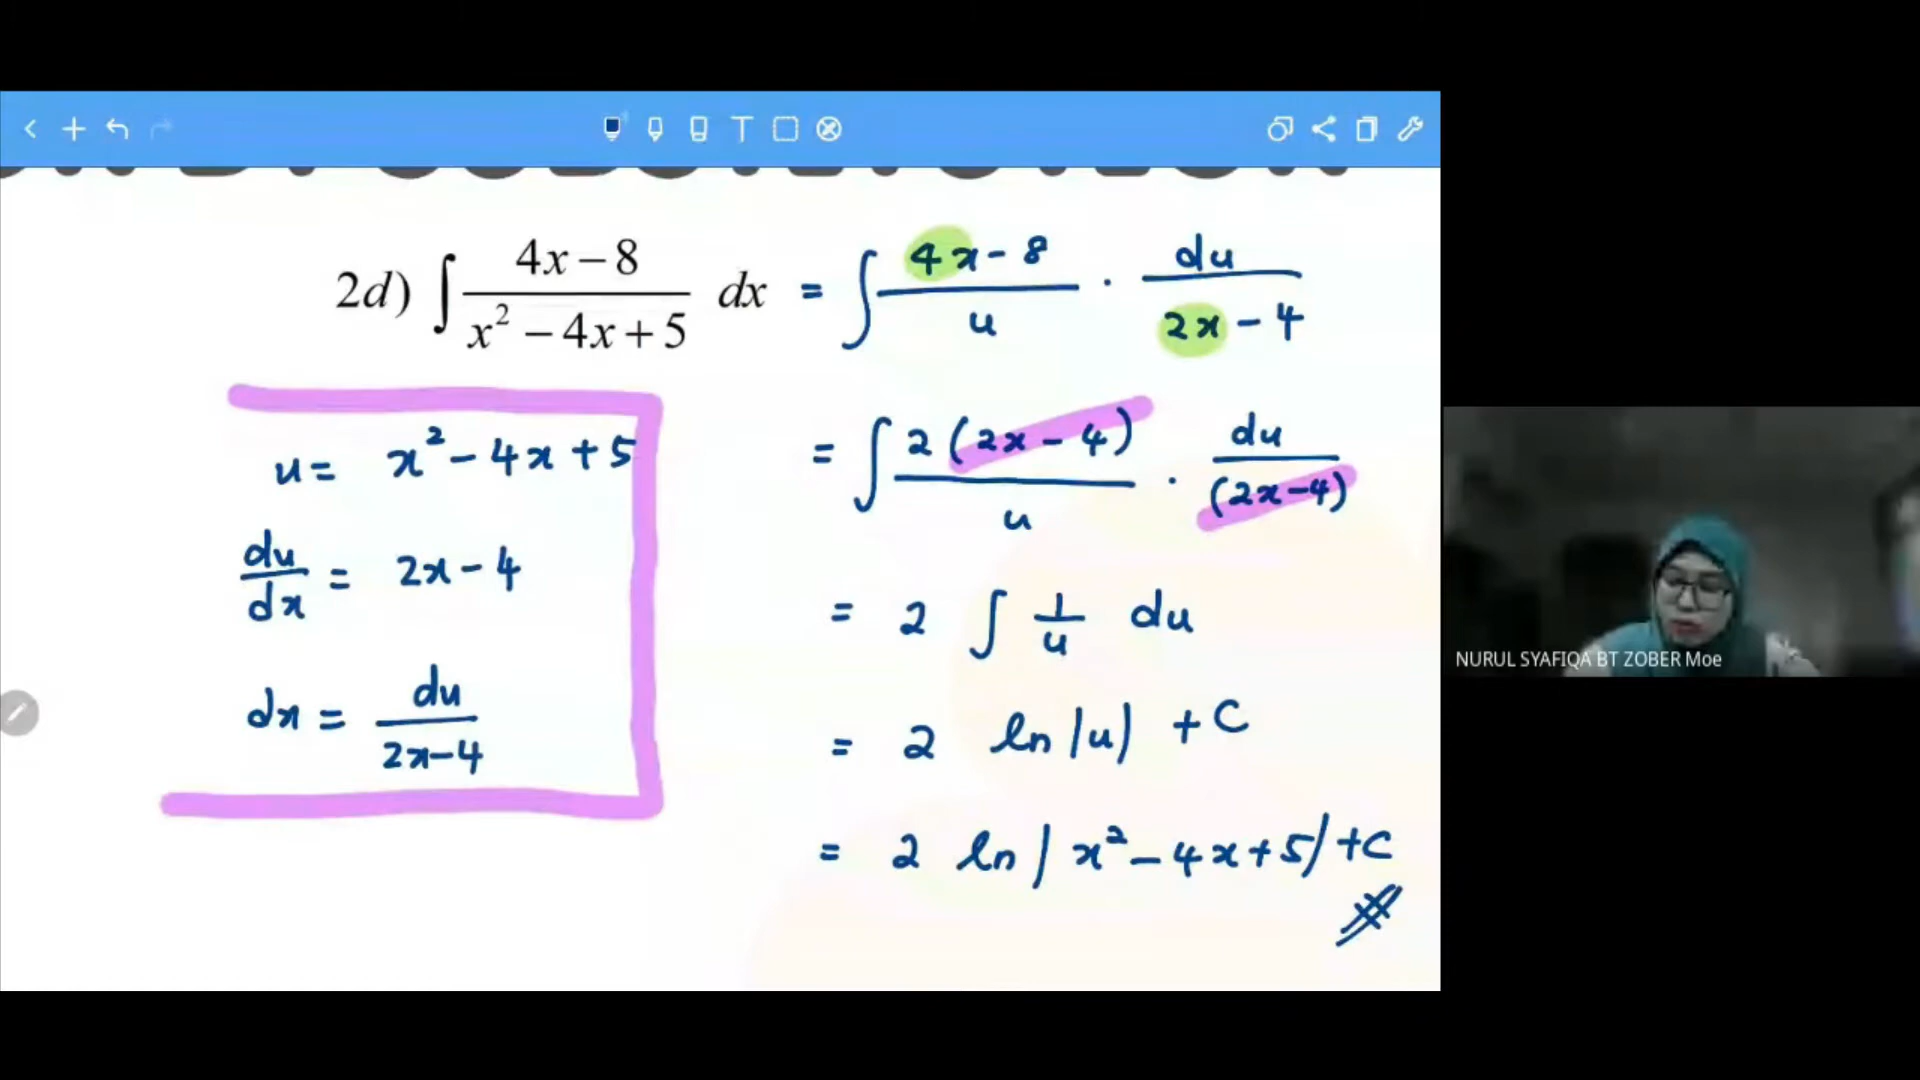 2d) ∫ (4x − 8)/(x² − 4x + 5) dx = ∫ (4x − 8)/u · du/(2x − 4)
u = x² − 4x + 5
du/dx = 2x − 4
dx = du/(2x − 4)
= ∫ 2(2x − 4)/u · du/(2x − 4)
= 2 ∫ 1/u du
= 2 ln|u| + C
= 2 ln|x² − 4x + 5| + C
NURUL SYAFIQA BT ZOBER Moe